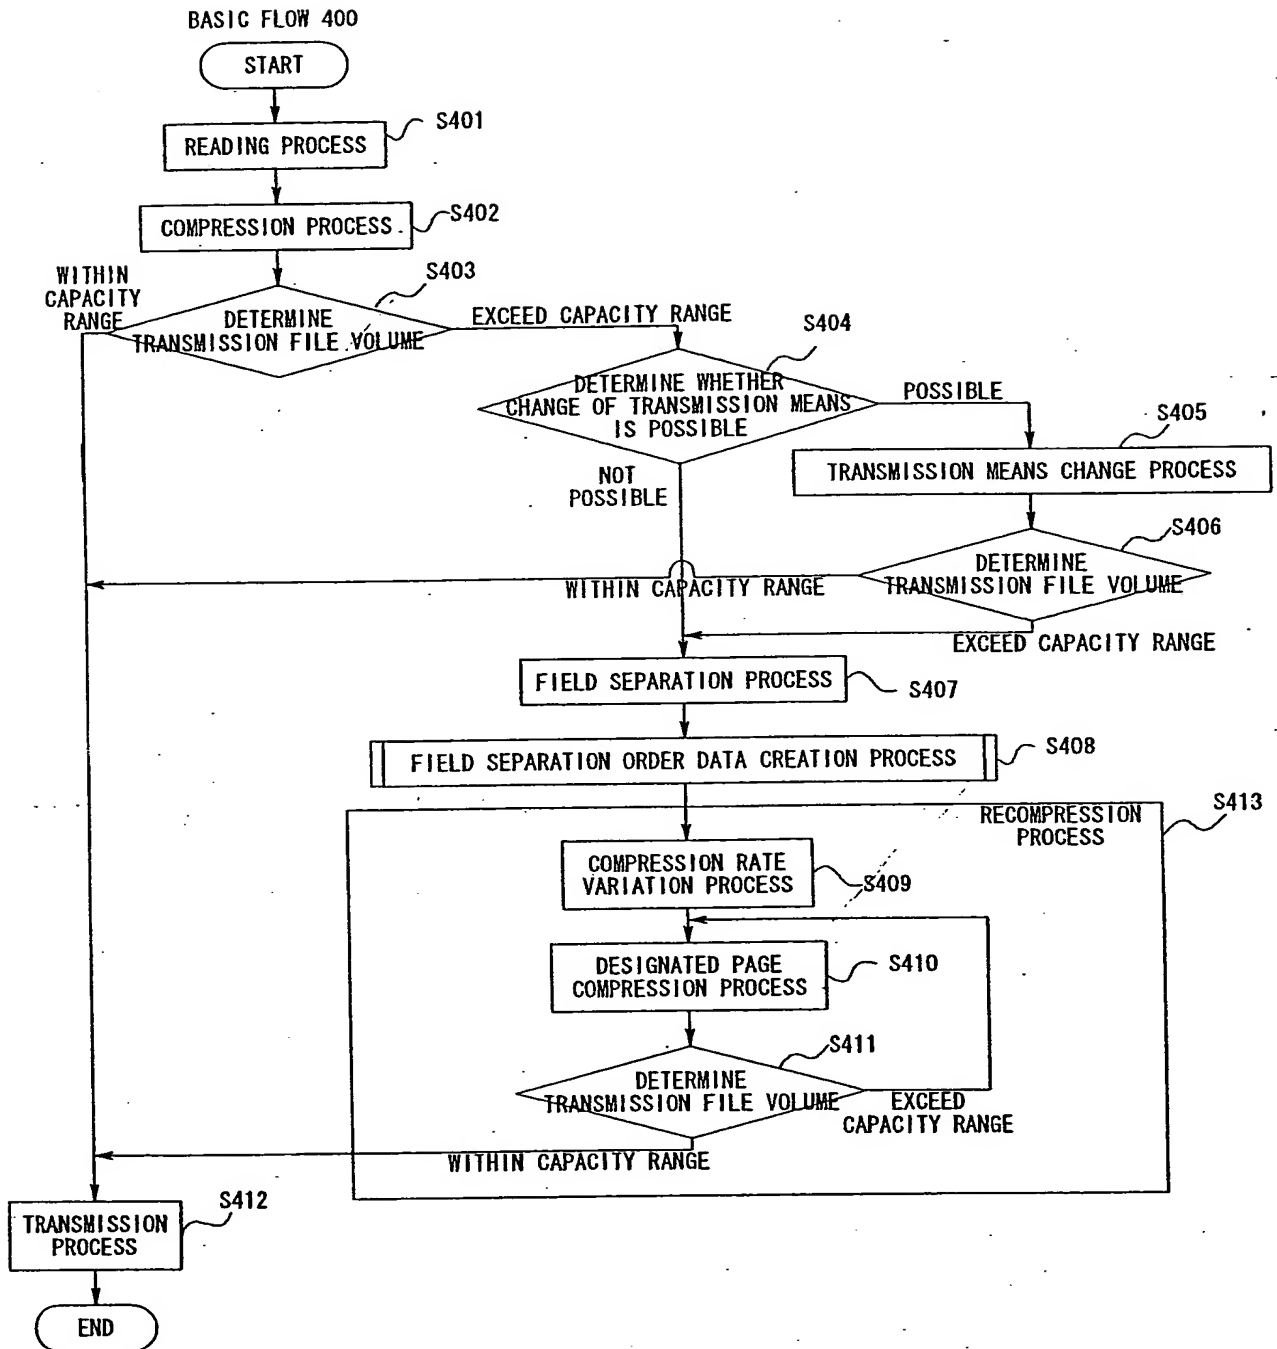 BASIC FLOW 400
START
S401
READING PROCESS
S402
COMPRESSION PROCESS
WITHIN
CAPACITY
RANGE
S403
DETERMINE
TRANSMISSION FILE VOLUME
EXCEED CAPACITY RANGE
S404
DETERMINE WHETHER
CHANGE OF TRANSMISSION MEANS
IS POSSIBLE
POSSIBLE
S405
TRANSMISSION MEANS CHANGE PROCESS
NOT
POSSIBLE
S406
DETERMINE
TRANSMISSION FILE VOLUME
WITHIN CAPACITY RANGE
EXCEED CAPACITY RANGE
FIELD SEPARATION PROCESS
S407
FIELD SEPARATION ORDER DATA CREATION PROCESS
S408
RECOMPRESSION
PROCESS
S413
COMPRESSION RATE
VARIATION PROCESS
S409
DESIGNATED PAGE
COMPRESSION PROCESS
S410
S411
DETERMINE
TRANSMISSION FILE VOLUME
EXCEED
CAPACITY RANGE
WITHIN CAPACITY RANGE
S412
TRANSMISSION
PROCESS
END